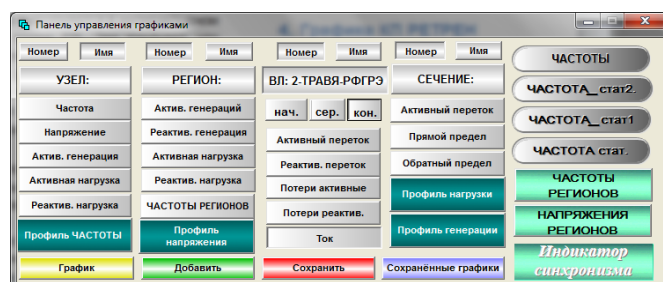 Панель управления графиками
Номер Имя Номер Имя Номер Имя Номер Имя
УЗЕЛ: РЕГИОН: ВЛ: 2-ТРАВЯ-РФГРЭ СЕЧЕНИЕ:
Частота
Напряжение
Актив. генерация
Активная нагрузка
Реактив. нагрузка
Профиль ЧАСТОТЫ
Актив. генераций
Реактив. генерация
Активная нагрузка
Реактив. нагрузка
ЧАСТОТЫ РЕГИОНОВ
Профиль
напряжения
нач. сер. кон.
Активный переток
Реактив. переток
Потери активные
Потери реактив.
Ток
Активный переток
Прямой предел
Обратный предел
Профиль нагрузки
Профиль генерации
ЧАСТОТЫ
ЧАСТОТА_ стат2.
ЧАСТОТА_ стат1
ЧАСТОТА стат.
ЧАСТОТЫ
РЕГИОНОВ
НАПРЯЖЕНИЯ
РЕГИОНОВ
Индикатор
синхронизма
График Добавить Сохранить Сохранённые графики